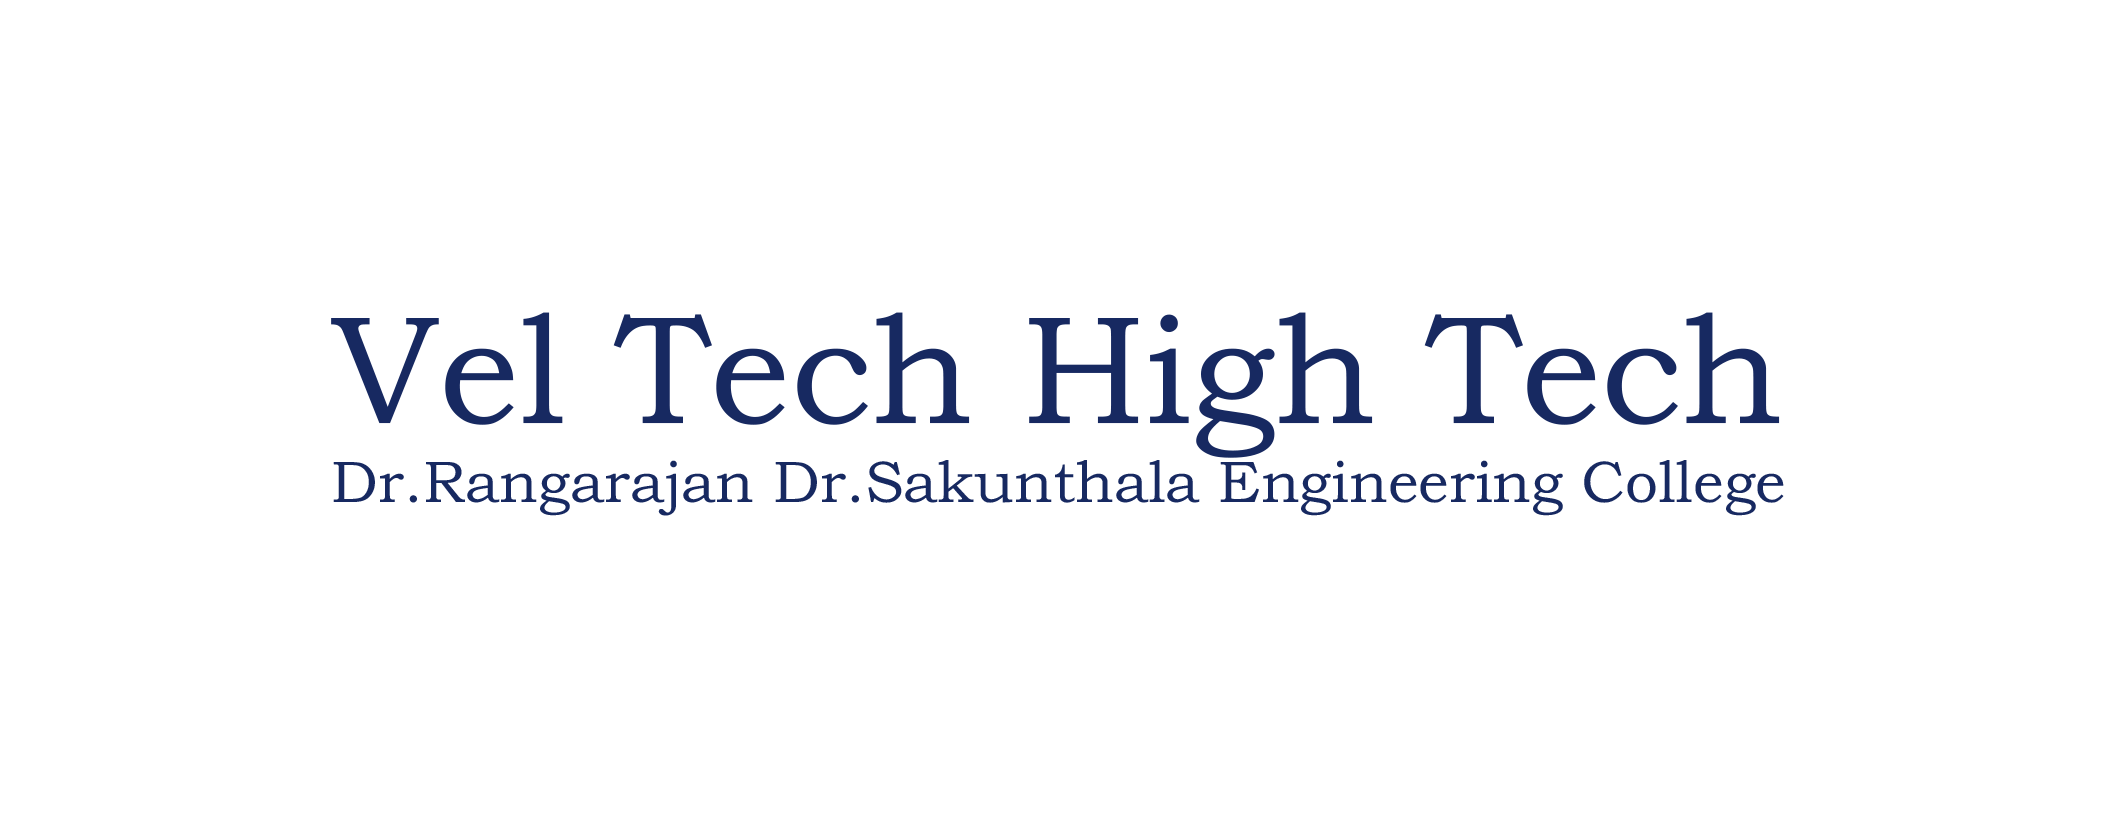 Vel Tech High Tech
Dr.Rangarajan Dr.Sakunthala Engineering College